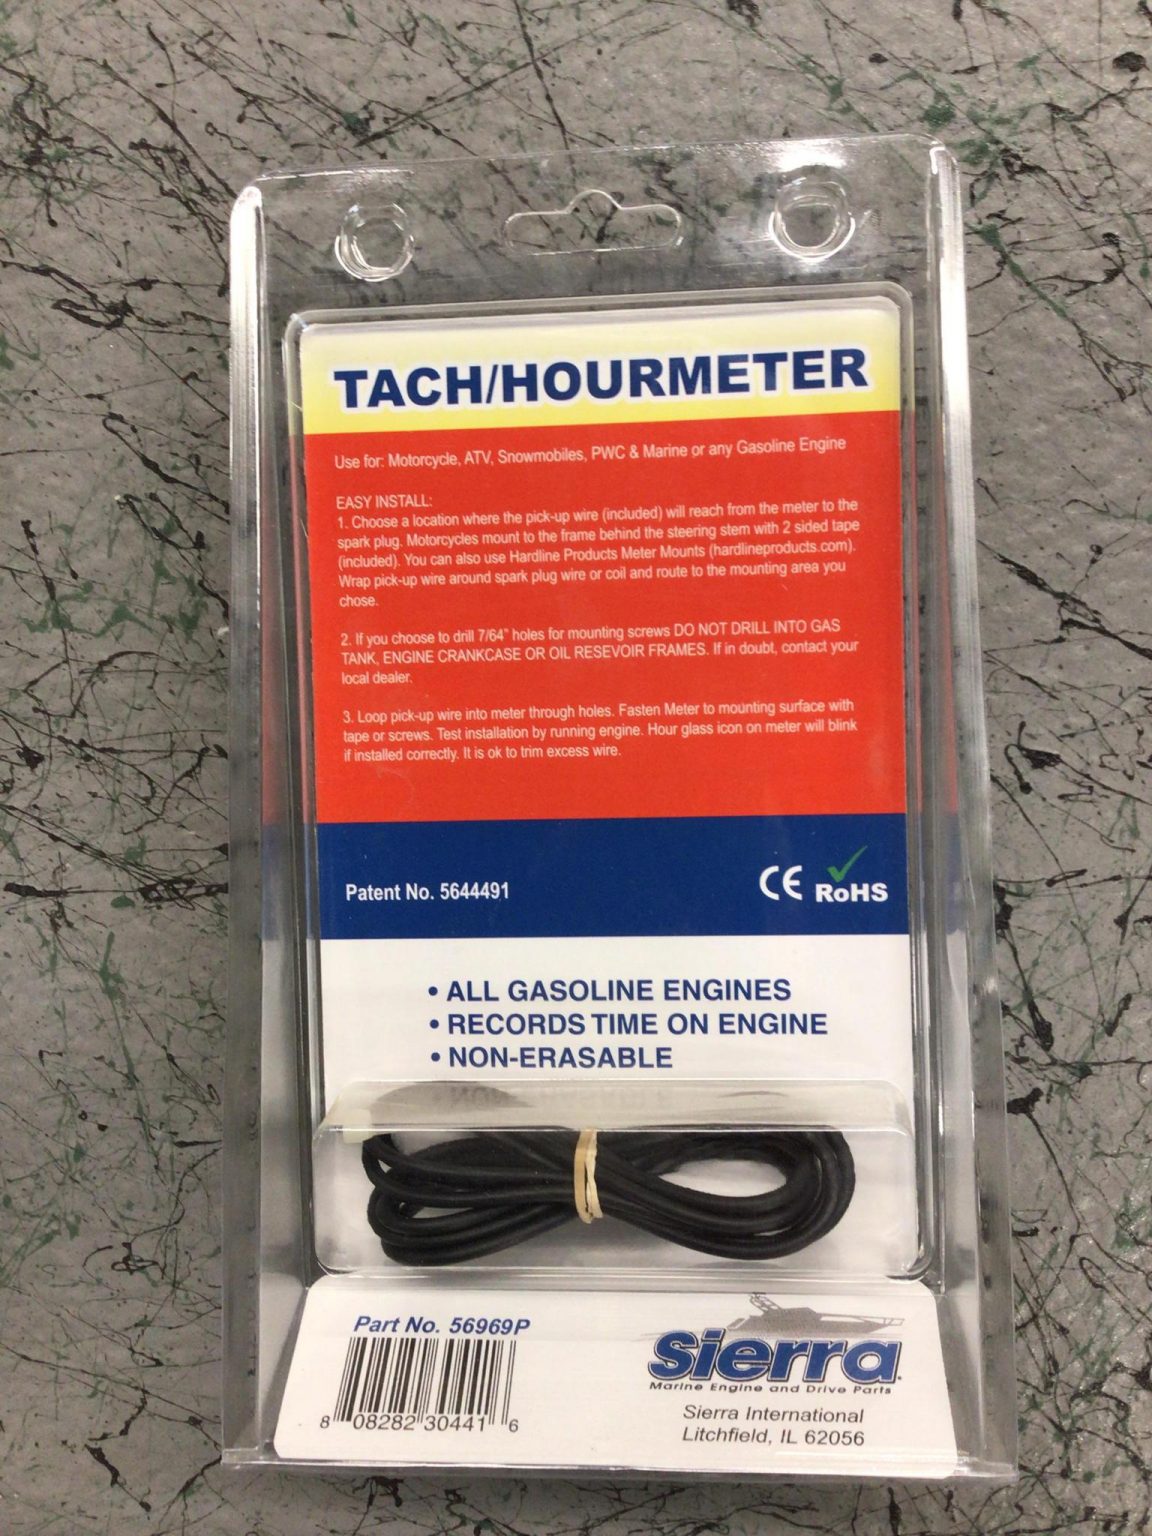 TACH/HOURMETER
Use for: Motorcycle, ATV, Snowmobiles, PWC & Marine or any Gasoline Engine
EASY INSTALL:
1. Choose a location where the pick-up wire (included) will reach from the meter to the
spark plug. Motorcycles mount to the frame behind the steering stem with 2 sided tape
(included). You can also use Hardline Products Meter Mounts (hardlineproducts.com).
Wrap pick-up wire around spark plug wire or coil and route to the mounting area you
chose.
2. If you choose to drill 7/64" holes for mounting screws DO NOT DRILL INTO GAS
TANK, ENGINE CRANKCASE OR OIL RESEVOIR FRAMES. If in doubt, contact your
local dealer.
3. Loop pick-up wire into meter through holes. Fasten Meter to mounting surface with
tape or screws. Test installation by running engine. Hour glass icon on meter will blink
if installed correctly. It is ok to trim excess wire.
Patent No. 5644491
CE RoHS
• ALL GASOLINE ENGINES
• RECORDS TIME ON ENGINE
• NON-ERASABLE
Part No. 56969P
8 08282 30441 6
Sierra
Marine Engine and Drive Parts
Sierra International
Litchfield, IL 62056